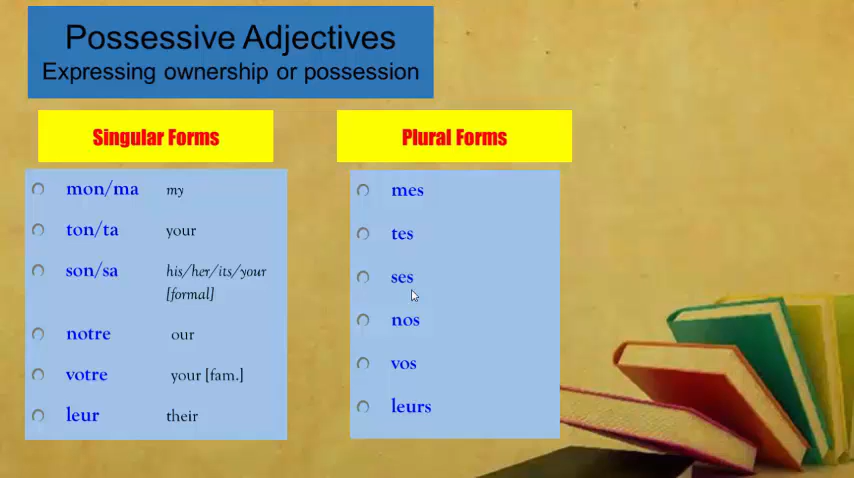 Possessive Adjectives
Expressing ownership or possession
Singular Forms
mon/ma my
ton/ta your
son/sa his/her/its/your
[formal]
notre our
votre your [fam.]
leur their
Plural Forms
mes
tes
ses
nos
vos
leurs